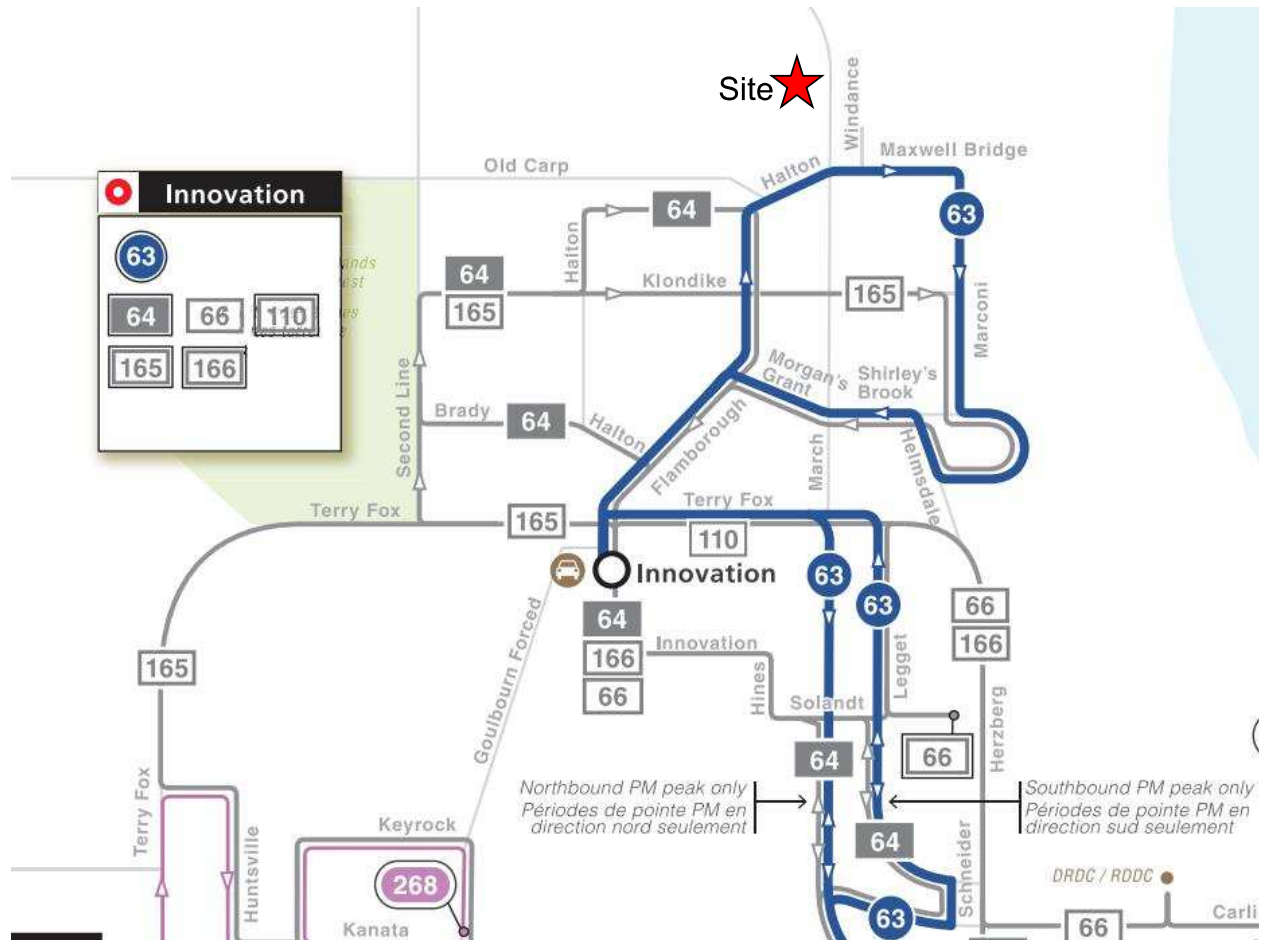 Site
Windance
Old Carp
Halton
Maxwell Bridge
Innovation
63
64
66
110
165
166
64
Halton
63
64
165
Klondike
165
Marconi
Second Line
Morgan's
Grant
Shirley's
Brook
Brady
64
Halton
Flamborough
March
Helmsdale
Terry Fox
165
Terry Fox
110
Innovation
63
63
64
166
66
66
166
Innovation
Goulbourn Forced
Hines
Solandt
Legget
Herzberg
165
64
66
Northbound PM peak only
Périodes de pointe PM en
direction nord seulement
Southbound PM peak only
Périodes de pointe PM en
direction sud seulement
Terry Fox
Huntsville
Keyrock
64
Schneider
268
Kanata
63
DRDC / RDDC
66
Carli